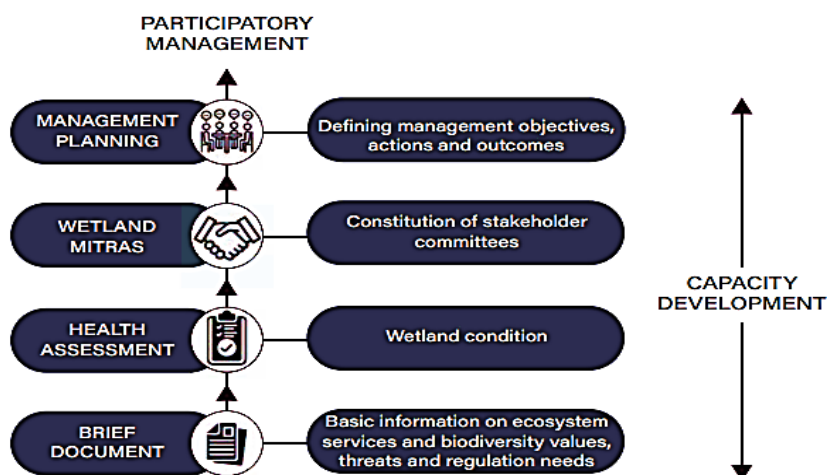 PARTICIPATORY
MANAGEMENT
MANAGEMENT
PLANNING
Defining management objectives,
actions and outcomes
WETLAND
MITRAS
Constitution of stakeholder
committees
CAPACITY
DEVELOPMENT
HEALTH
ASSESSMENT
Wetland condition
BRIEF
DOCUMENT
Basic information on ecosystem
services and biodiversity values,
threats and regulation needs